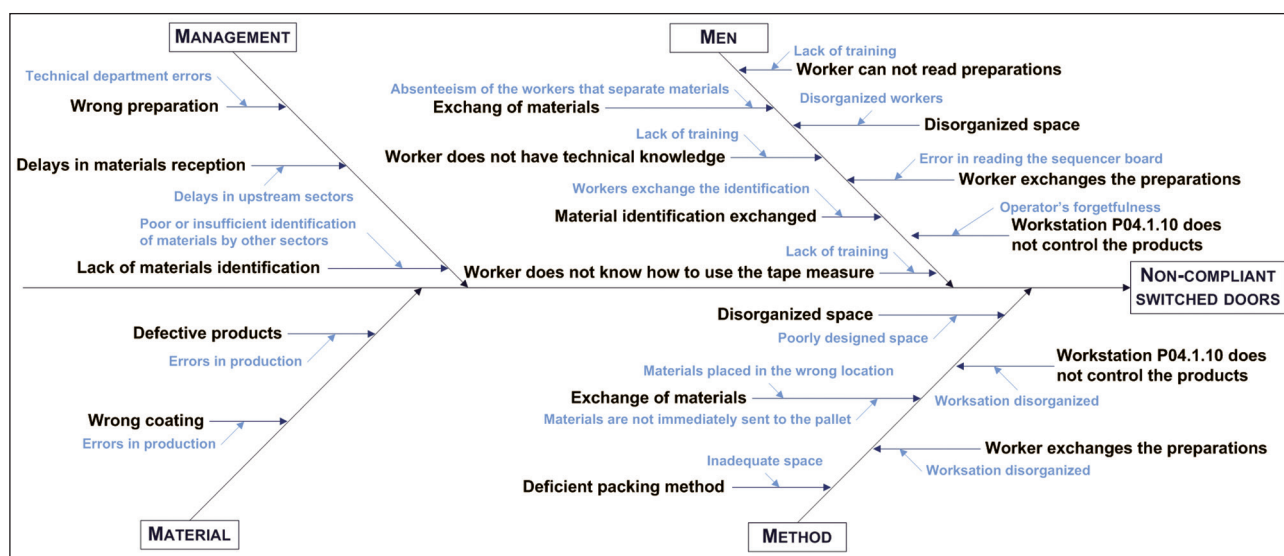 MANAGEMENT
Technical department errors
Wrong preparation
Delays in materials reception
Delays in upstream sectors
Poor or insufficient identification
of materials by other sectors
Lack of materials identification
MEN
Lack of training
Worker can not read preparations
Absenteeism of the workers that separate materials
Exchang of materials
Disorganized workers
Disorganized space
Lack of training
Worker does not have technical knowledge
Error in reading the sequencer board
Worker exchanges the preparations
Workers exchange the identification
Material identification exchanged
Operator's forgetfulness
Workstation P04.1.10 does
not control the products
Lack of training
Worker does not know how to use the tape measure
NON-COMPLIANT
SWITCHED DOORS
Defective products
Errors in production
Wrong coating
Errors in production
MATERIAL
Disorganized space
Poorly designed space
Workstation P04.1.10 does
not control the products
Worksation disorganized
Materials placed in the wrong location
Exchange of materials
Materials are not immediately sent to the pallet
Worker exchanges the preparations
Worksation disorganized
Inadequate space
Deficient packing method
METHOD